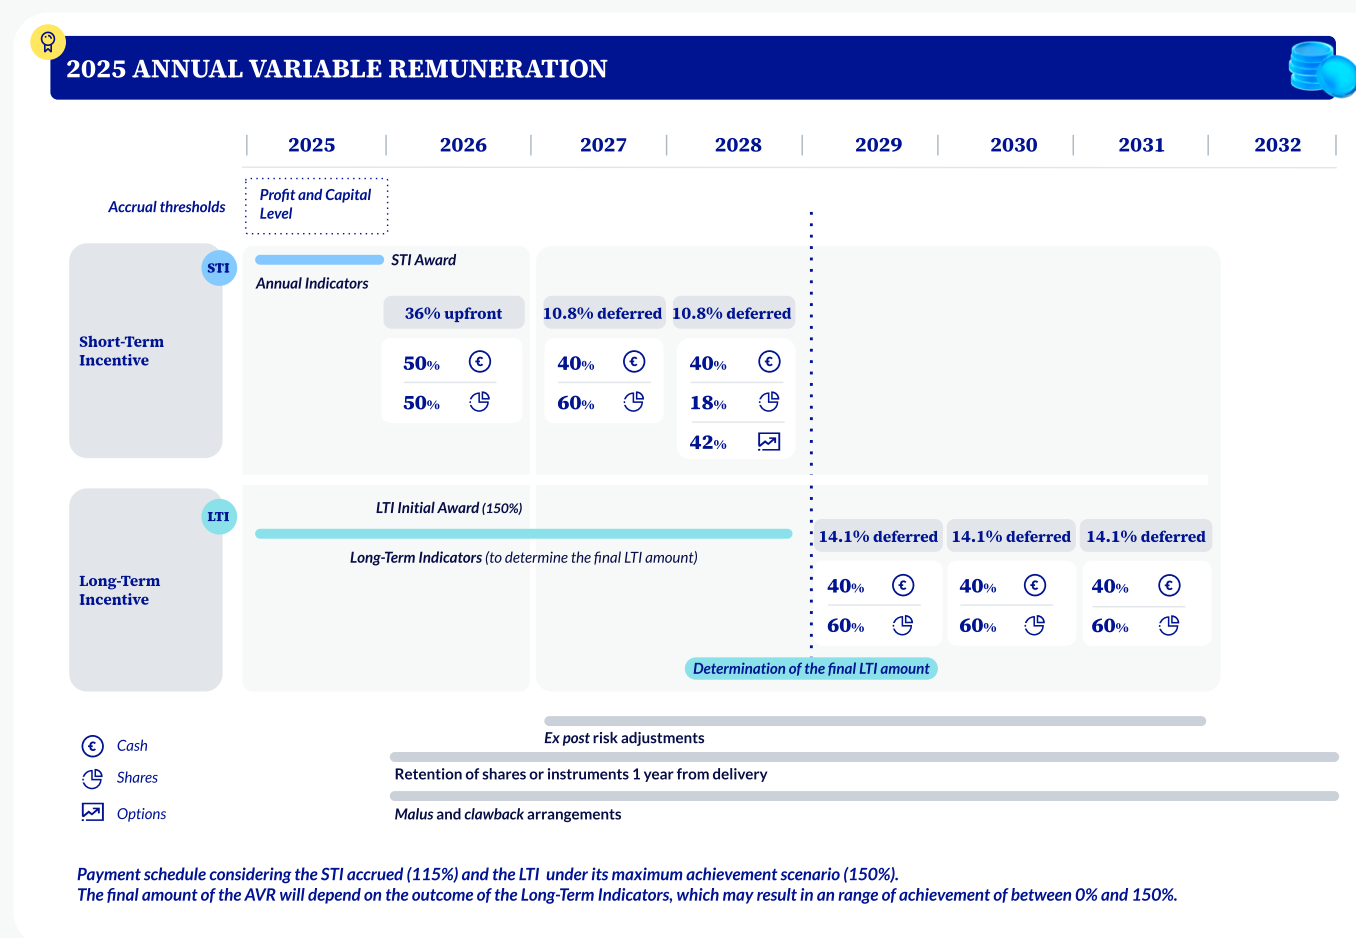 2025 ANNUAL VARIABLE REMUNERATION
2025 2026 2027 2028 2029 2030 2031 2032
Accrual thresholds
Profit and Capital
Level
STI
STI Award
Annual Indicators
Short-Term
Incentive
36% upfront 10.8% deferred 10.8% deferred
50% € 40% € 40% €
50% 60% 18%
42%
LTI
LTI Initial Award (150%)
Long-Term Indicators (to determine the final LTI amount)
Long-Term
Incentive
14.1% deferred 14.1% deferred 14.1% deferred
40% € 40% € 40% €
60% 60% 60%
Determination of the final LTI amount
Ex post risk adjustments
Retention of shares or instruments 1 year from delivery
Malus and clawback arrangements
€ Cash
Shares
Options
Payment schedule considering the STI accrued (115%) and the LTI under its maximum achievement scenario (150%).
The final amount of the AVR will depend on the outcome of the Long-Term Indicators, which may result in an range of achievement of between 0% and 150%.